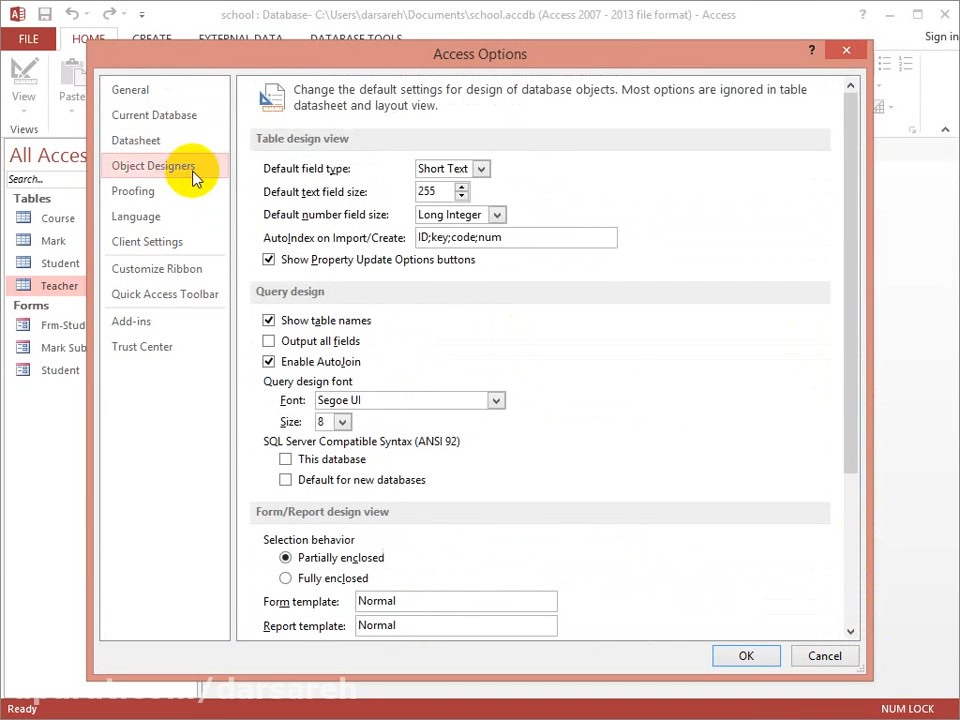 school : Database- C:\Users\darsareh\Documents\school.accdb (Access 2007 - 2013 file format) - Access
FILE
HOME
CREATE
EXTERNAL DATA
DATABASE TOOLS
Sign in
View
Paste
Views
All Acces
Search..
Tables
Course
Mark
Student
Teacher
Forms
Frm-Stud
Mark Sub
Student
Access Options
General
Current Database
Datasheet
Object Designers
Proofing
Language
Client Settings
Customize Ribbon
Quick Access Toolbar
Add-ins
Trust Center
Change the default settings for design of database objects. Most options are ignored in table
datasheet and layout view.
Table design view
Default field type: Short Text
Default text field size: 255
Default number field size: Long Integer
AutoIndex on Import/Create: ID;key;code;num
Show Property Update Options buttons
Query design
Show table names
Output all fields
Enable AutoJoin
Query design font
Font: Segoe UI
Size: 8
SQL Server Compatible Syntax (ANSI 92)
This database
Default for new databases
Form/Report design view
Selection behavior
Partially enclosed
Fully enclosed
Form template: Normal
Report template: Normal
OK
Cancel
aparat.com/darsareh
Ready
NUM LOCK